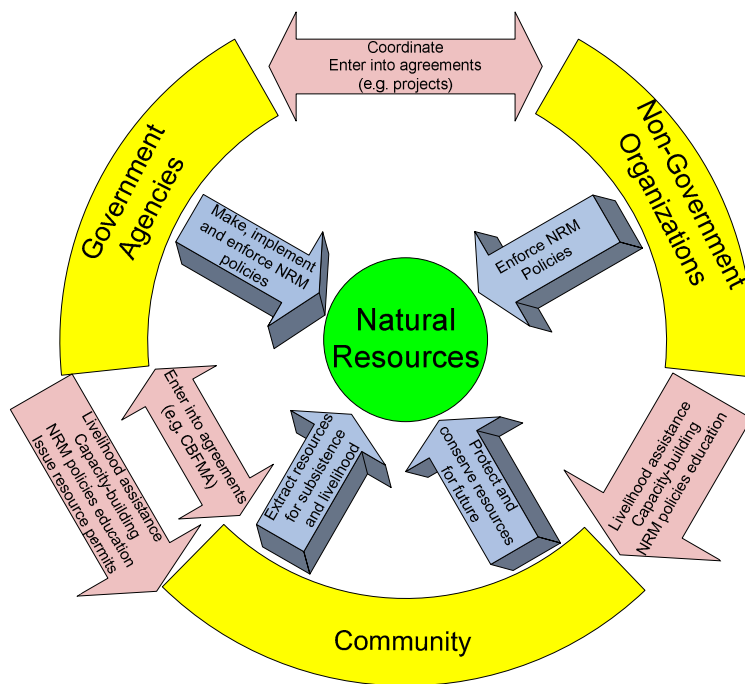 Coordinate
Enter into agreements
(e.g. projects)
Government
Agencies
Non-Government
Organizations
Make, implement
and enforce NRM
policies
Enforce NRM
Policies
Natural
Resources
Enter into agreements
(e.g. CBFMA)
Livelihood assistance
Capacity-building
NRM policies education
Issue resource permits
Extract resources
for subsistence
and livelihood
Protect and
conserve resources
for future
Livelihood assistance
Capacity-building
NRM policies education
Community